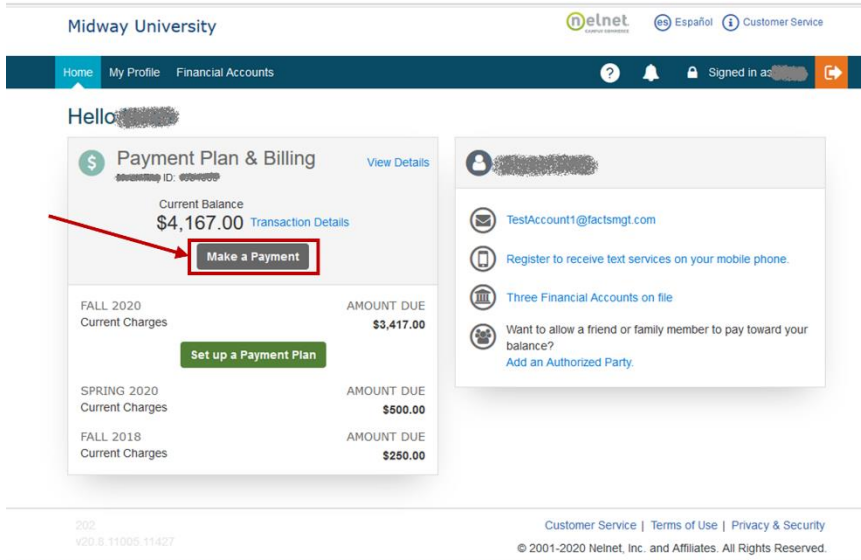 Midway University
nelnet
CAMPUS COMMERCE
es Español
i Customer Service
Home My Profile Financial Accounts
? Signed in as
Hello
$ Payment Plan & Billing View Details
ID:
Current Balance
$4,167.00 Transaction Details
Make a Payment
FALL 2020 AMOUNT DUE
Current Charges $3,417.00
Set up a Payment Plan
SPRING 2020 AMOUNT DUE
Current Charges $500.00
FALL 2018 AMOUNT DUE
Current Charges $250.00
TestAccount1@factsmgt.com
Register to receive text services on your mobile phone.
Three Financial Accounts on file
Want to allow a friend or family member to pay toward your
balance?
Add an Authorized Party.
202
v20.8.11005.11427
Customer Service | Terms of Use | Privacy & Security
© 2001-2020 Nelnet, Inc. and Affiliates. All Rights Reserved.